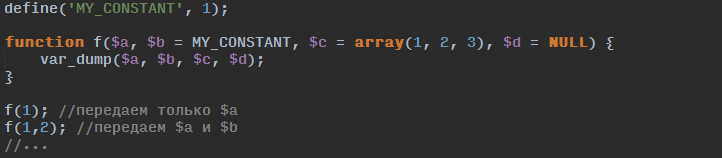 define('MY_CONSTANT', 1);
function f($a, $b = MY_CONSTANT, $c = array(1, 2, 3), $d = NULL) {
var_dump($a, $b, $c, $d);
}
f(1); //передаем только $a
f(1,2); //передаем $a и $b
//...